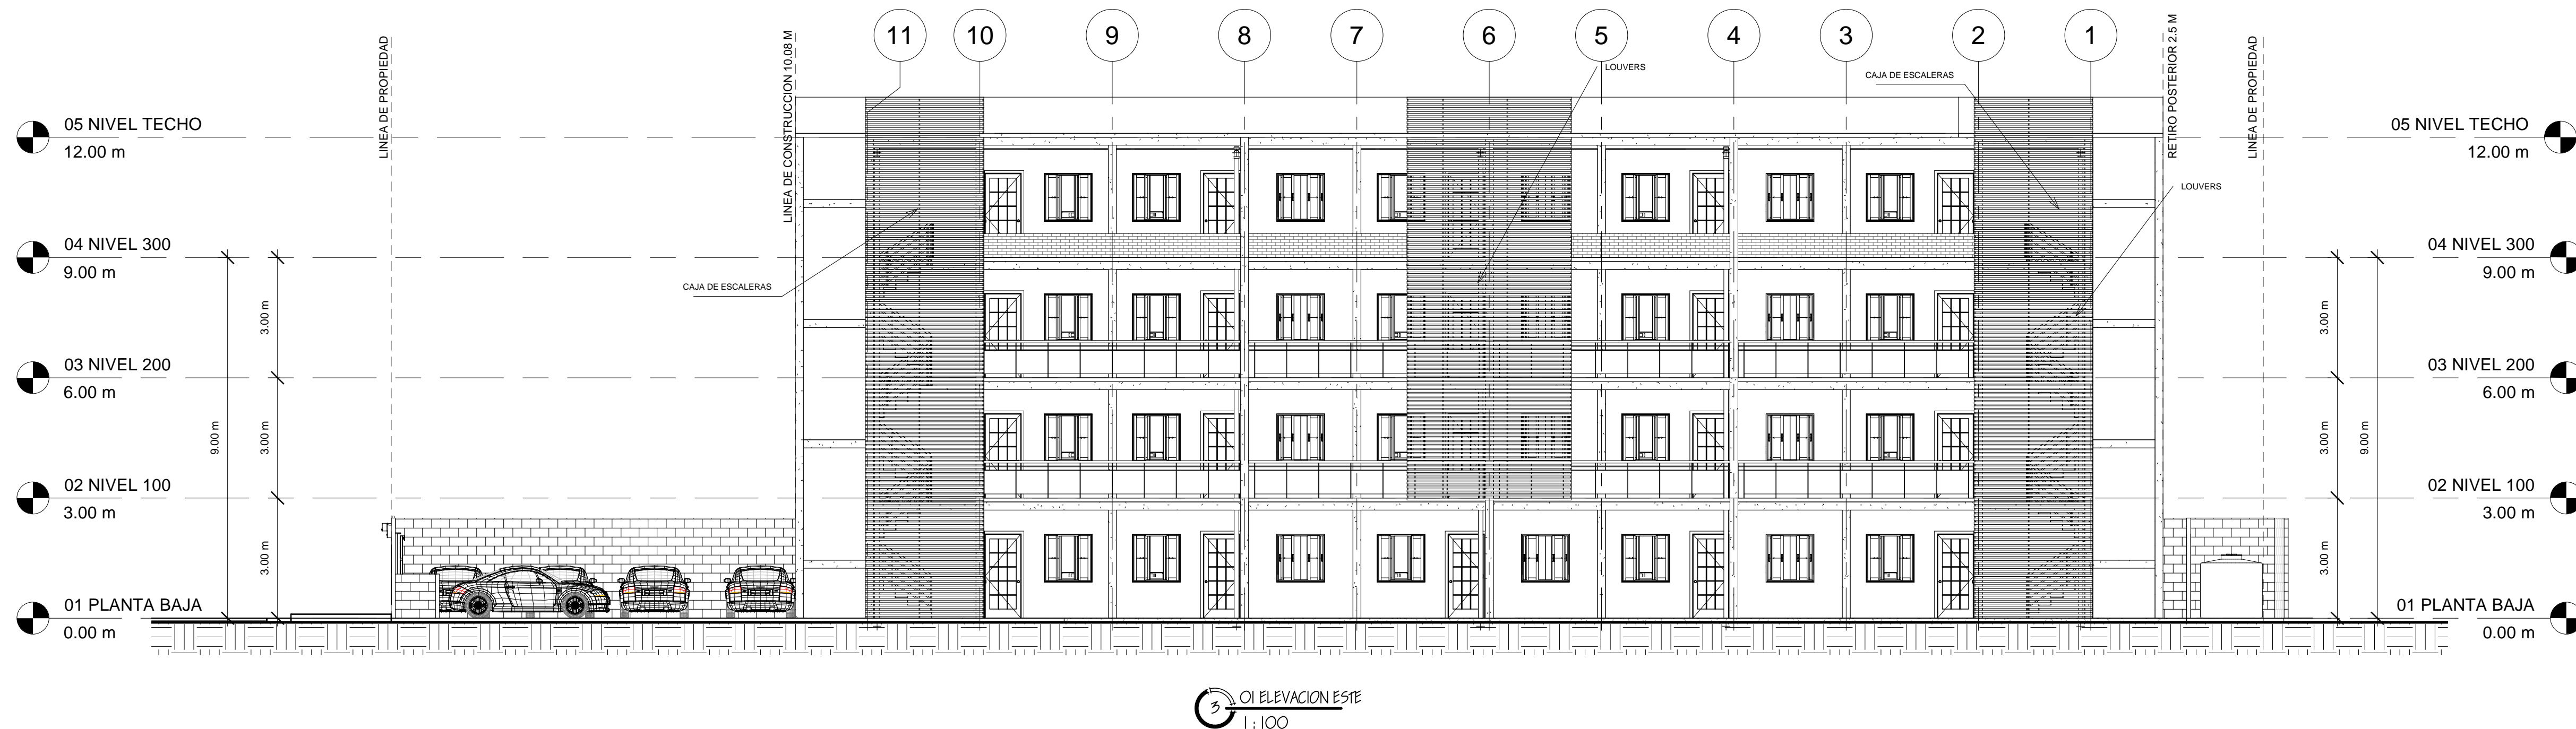 11
10
9
8
7
6
5
4
3
2
1
LINEA DE PROPIEDAD
LINEA DE CONSTRUCCION 10.08 M
RETIRO POSTERIOR 2.5 M
LINEA DE PROPIEDAD
LOUVERS
CAJA DE ESCALERAS
LOUVERS
CAJA DE ESCALERAS
05 NIVEL TECHO
12.00 m
04 NIVEL 300
9.00 m
03 NIVEL 200
6.00 m
02 NIVEL 100
3.00 m
01 PLANTA BAJA
0.00 m
9.00 m
3.00 m
3.00 m
3.00 m
05 NIVEL TECHO
12.00 m
04 NIVEL 300
9.00 m
03 NIVEL 200
6.00 m
02 NIVEL 100
3.00 m
01 PLANTA BAJA
0.00 m
3.00 m
3.00 m
3.00 m
9.00 m
3
01 ELEVACION ESTE
1 : 100